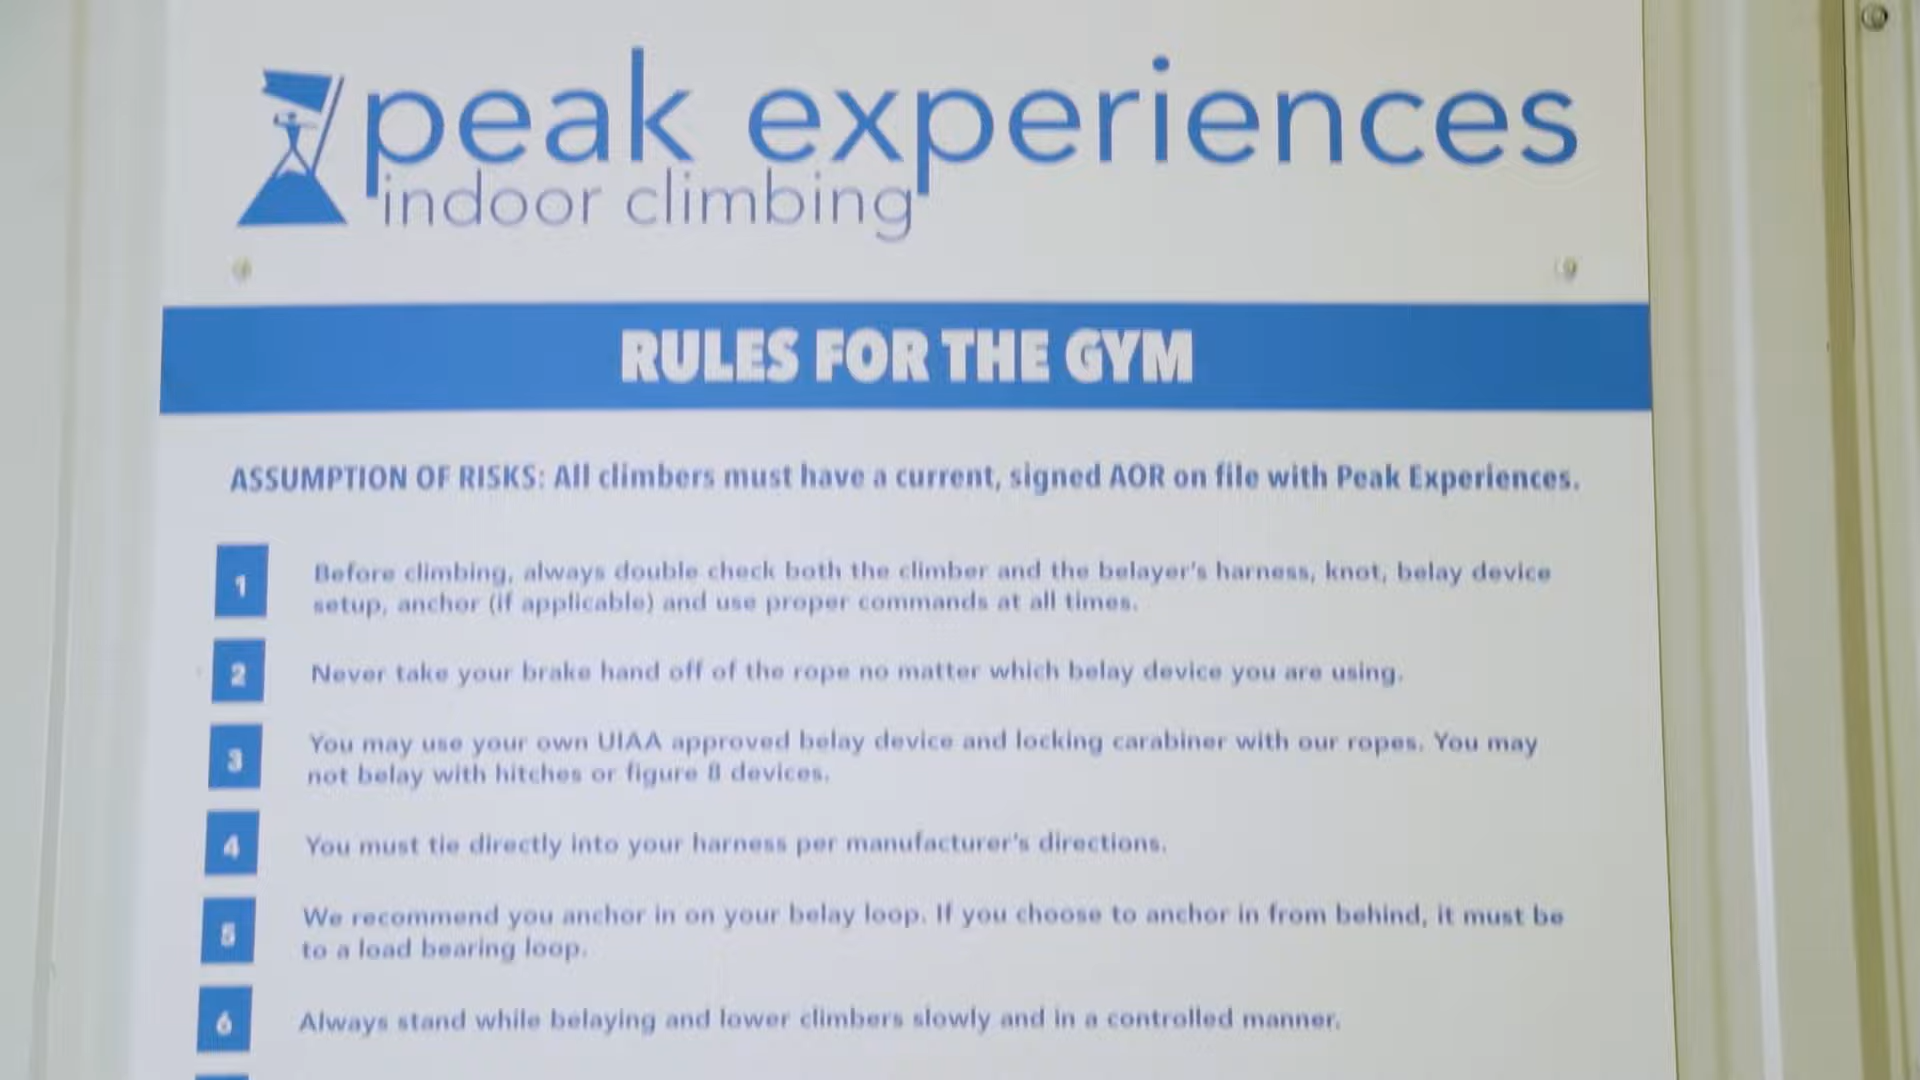 peak experiences
indoor climbing
RULES FOR THE GYM
ASSUMPTION OF RISKS: All climbers must have a current, signed AOR on file with Peak Experiences.
1 Before climbing, always double check both the climber and the belayer's harness, knot, belay device
setup, anchor (if applicable) and use proper commands at all times.
2 Never take your brake hand off of the rope no matter which belay device you are using.
3 You may use your own UIAA approved belay device and locking carabiner with our ropes. You may
not belay with hitches or figure 8 devices.
4 You must tie directly into your harness per manufacturer's directions.
5 We recommend you anchor in on your belay loop. If you choose to anchor in from behind, it must be
to a load bearing loop.
6 Always stand while belaying and lower climbers slowly and in a controlled manner.